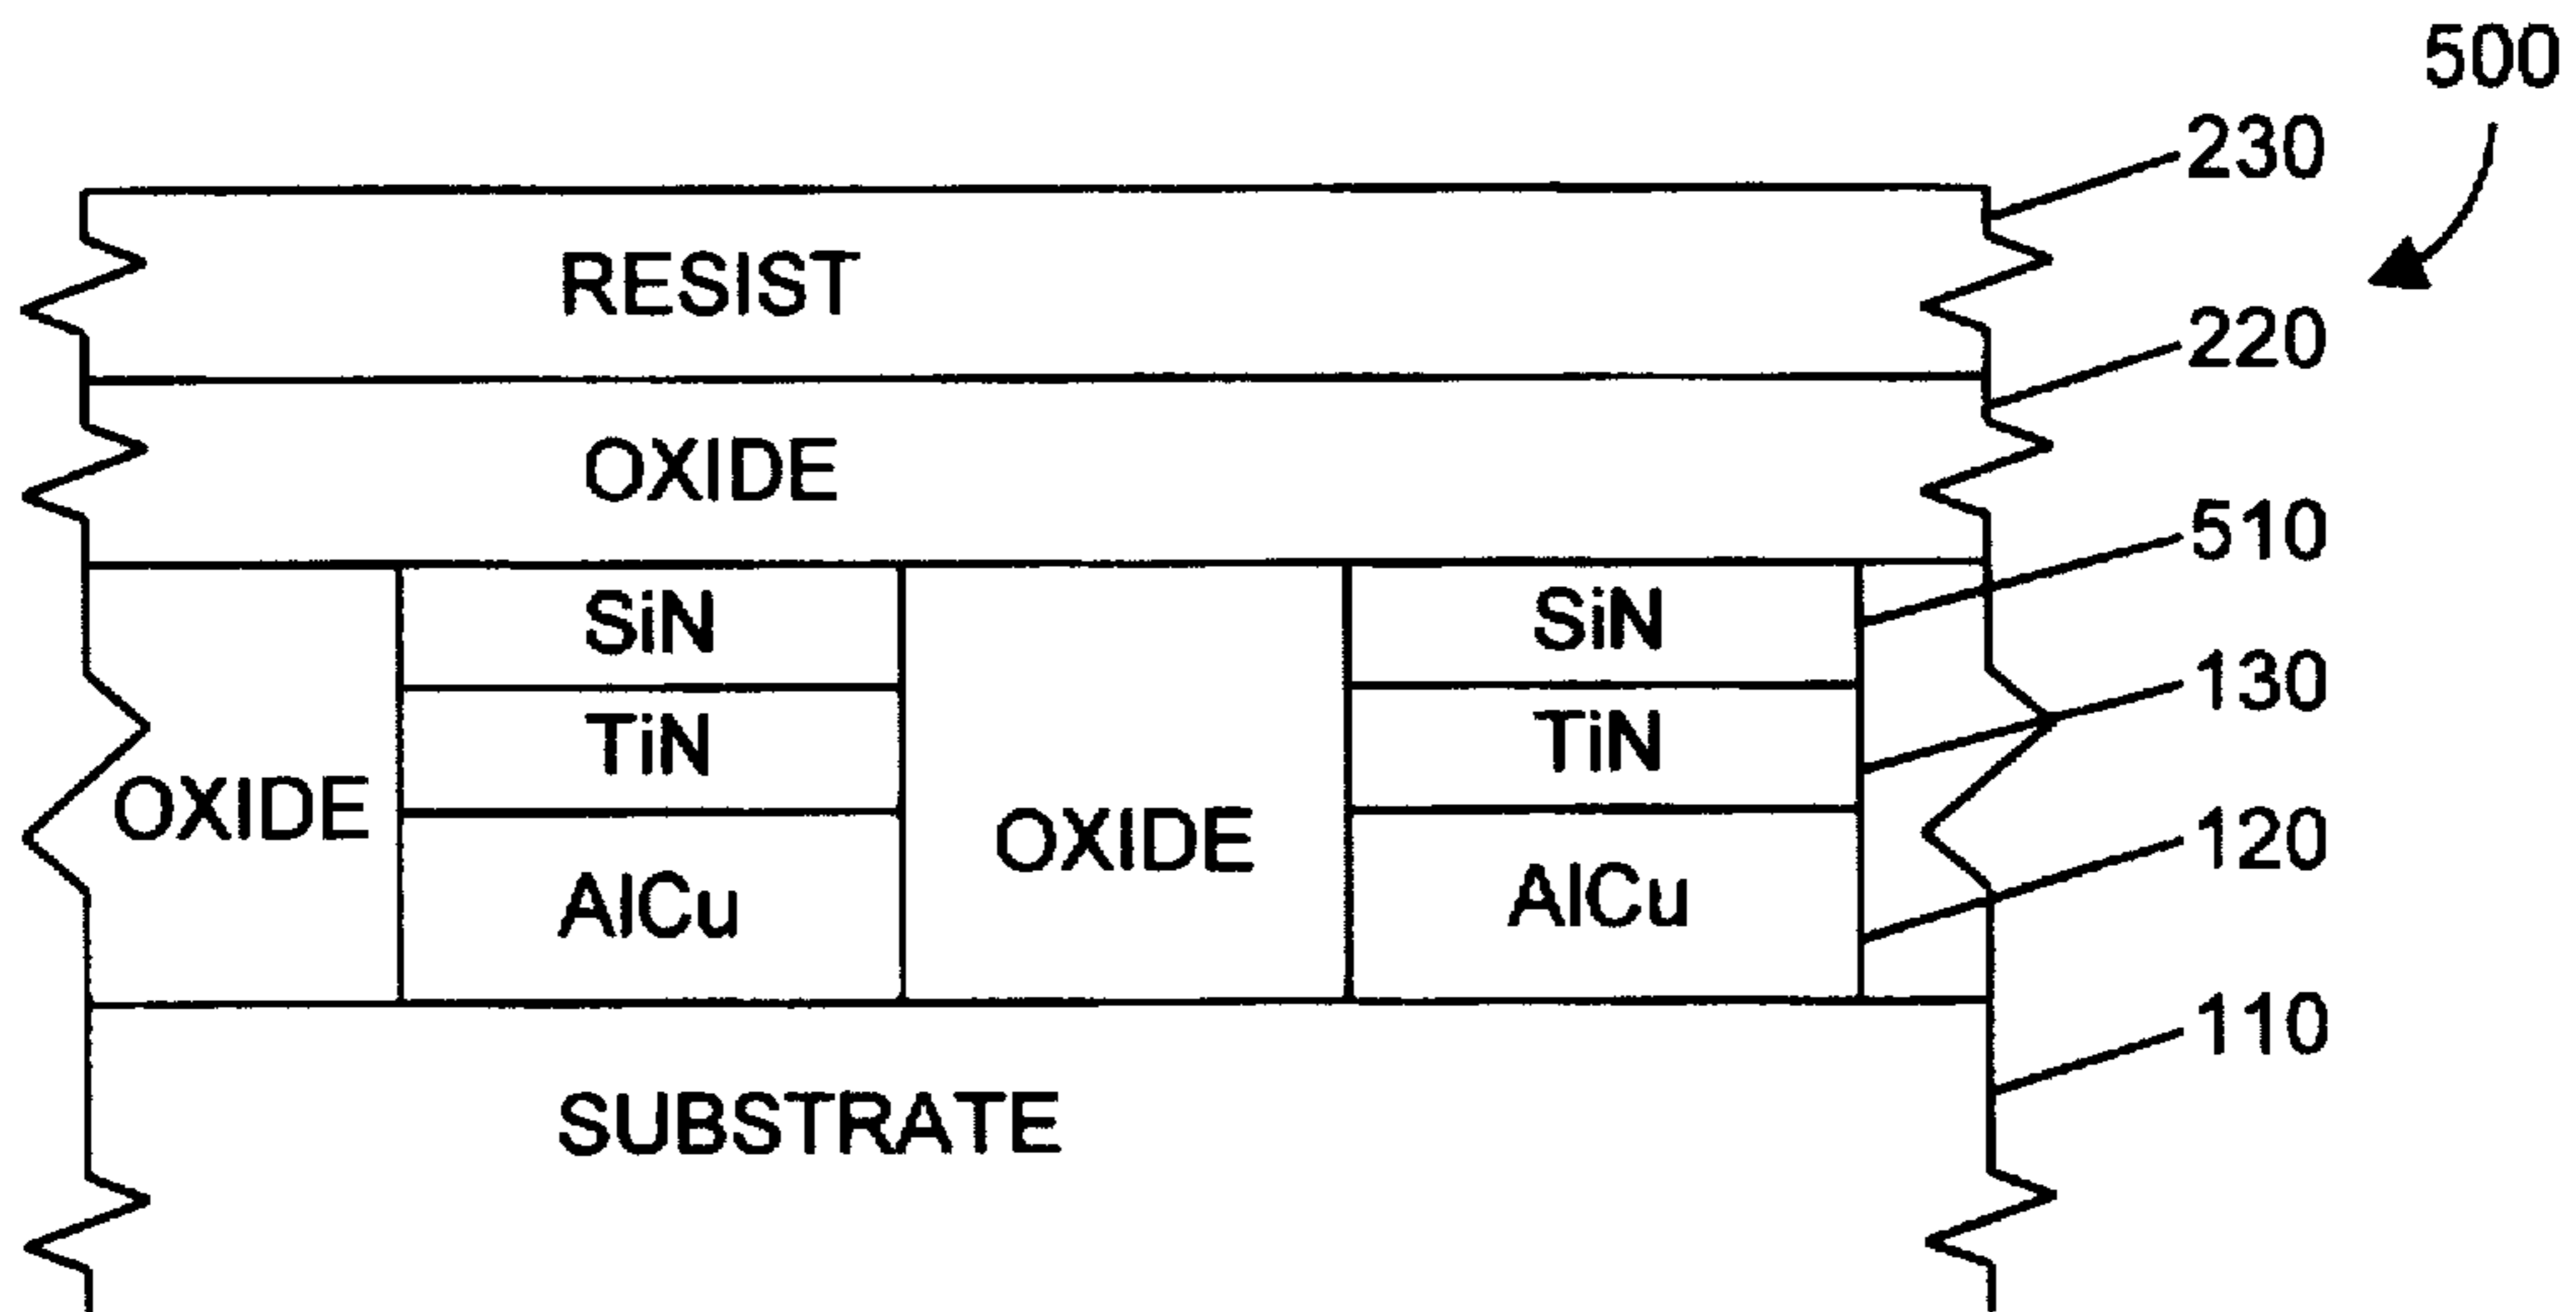 500
230
RESIST
220
OXIDE
510
SiN SiN
130
TiN TiN
OXIDE OXIDE
120
AlCu AlCu
110
SUBSTRATE